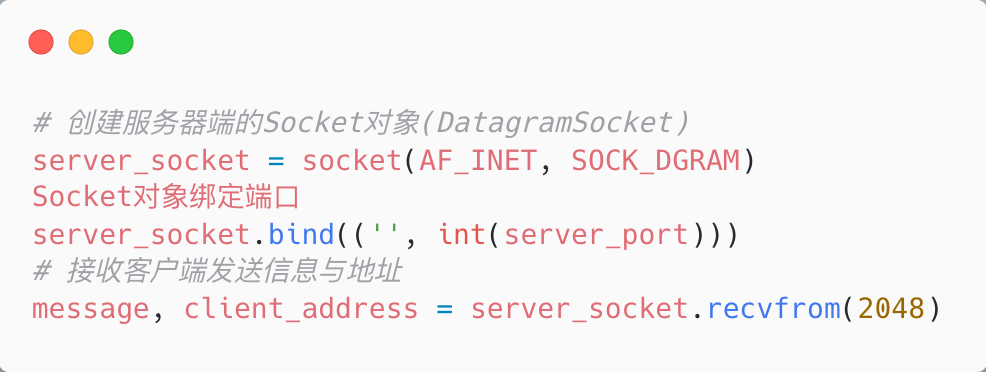 # 创建服务器端的Socket对象(DatagramSocket)
server_socket = socket(AF_INET, SOCK_DGRAM)
Socket对象绑定端口
server_socket.bind(('', int(server_port)))
# 接收客户端发送信息与地址
message, client_address = server_socket.recvfrom(2048)